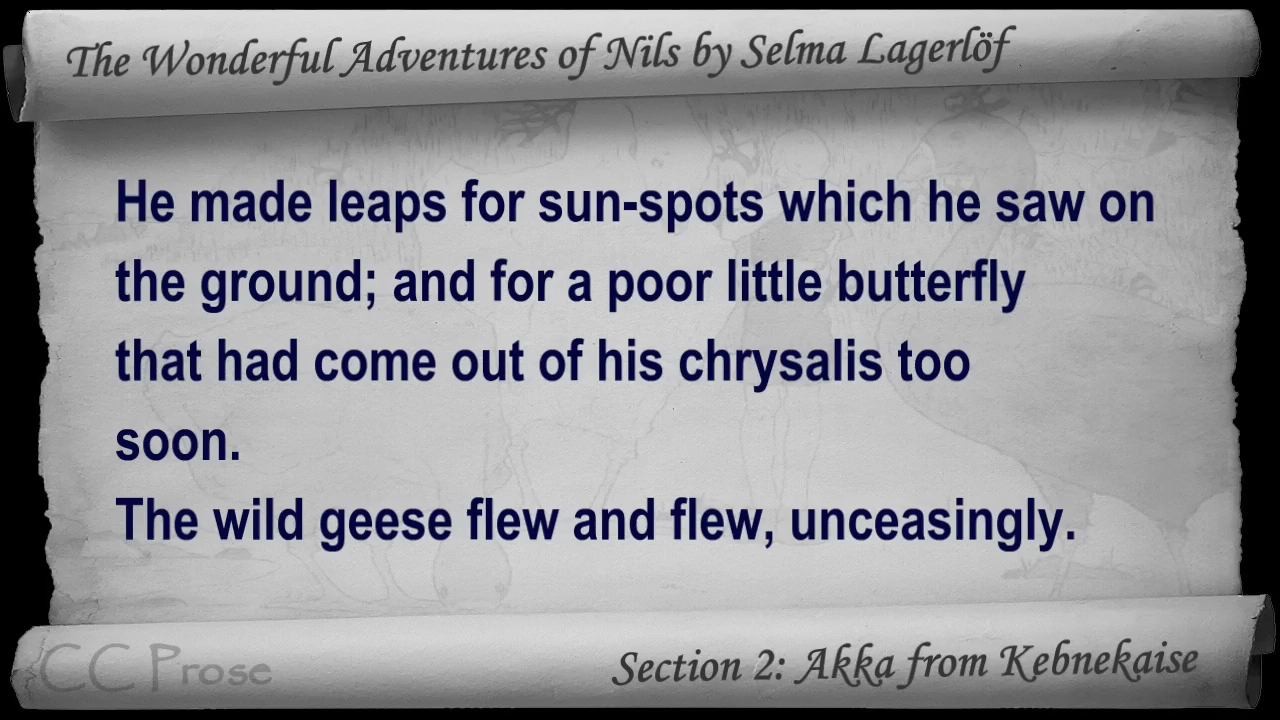 The Wonderful Adventures of Nils by Selma Lagerlöf
He made leaps for sun-spots which he saw on
the ground; and for a poor little butterfly
that had come out of his chrysalis too
soon.
The wild geese flew and flew, unceasingly.
CC Prose
Section 2: Akka from Kebnekaise